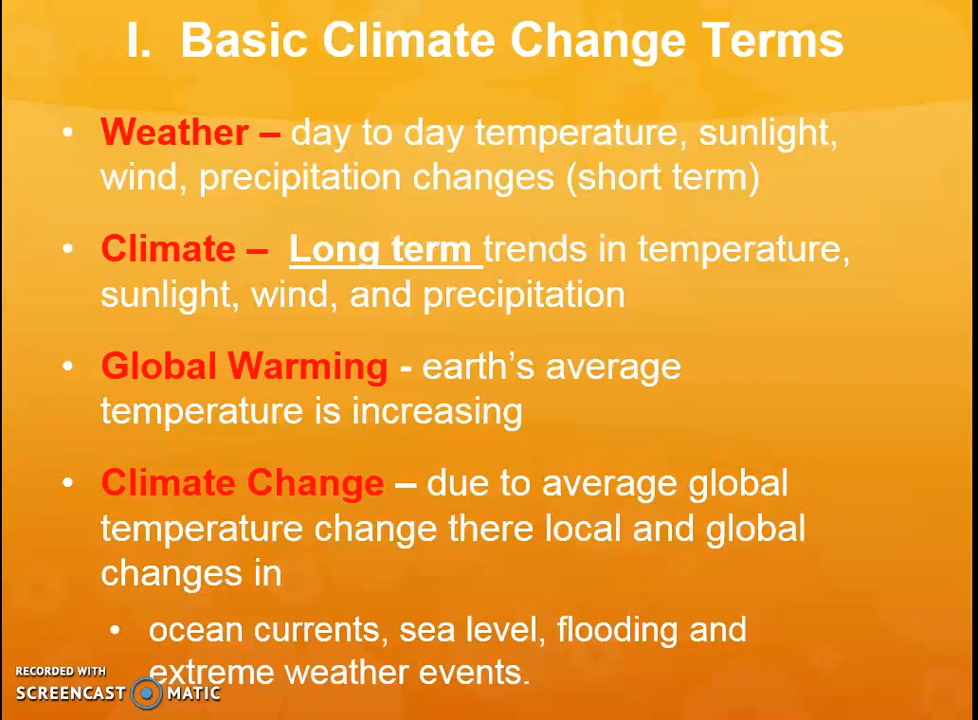 I. Basic Climate Change Terms
• Weather – day to day temperature, sunlight,
wind, precipitation changes (short term)
• Climate – Long term trends in temperature,
sunlight, wind, and precipitation
• Global Warming - earth’s average
temperature is increasing
• Climate Change – due to average global
temperature change there local and global
changes in
• ocean currents, sea level, flooding and
extreme weather events.
RECORDED WITH
SCREENCAST MATIC